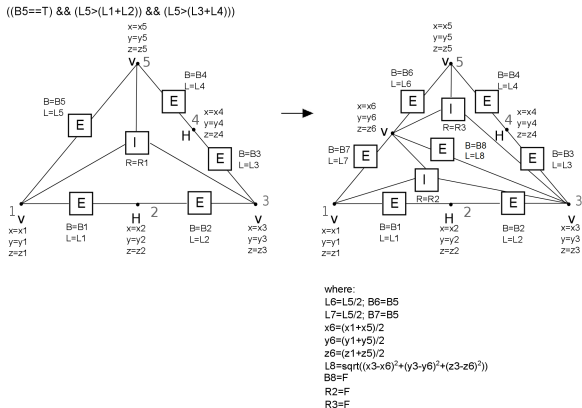 ((B5==T) && (L5>(L1+L2)) && (L5>(L3+L4)))
x=x5
y=y5
z=z5
v 5
B=B5
L=L5
E
E
B=B4
L=L4
x=x4
y=y4
z=z4
4
H
I
R=R1
E
B=B3
L=L3
1
v
x=x1
y=y1
z=z1
E
B=B1
L=L1
H 2
x=x2
y=y2
z=z2
E
B=B2
L=L2
3
v
x=x3
y=y3
z=z3
x=x5
y=y5
z=z5
v 5
B=B6
L=L6
E
E
B=B4
L=L4
x=x6
y=y6
z=z6
v
I
R=R3
x=x4
y=y4
z=z4
4
H
B=B7
L=L7
E
E
B=B8
L=L8
E
B=B3
L=L3
I
R=R2
1
v
x=x1
y=y1
z=z1
E
B=B1
L=L1
H 2
x=x2
y=y2
z=z2
E
B=B2
L=L2
3
v
x=x3
y=y3
z=z3
where:
L6=L5/2; B6=B5
L7=L5/2; B7=B5
x6=(x1+x5)/2
y6=(y1+y5)/2
z6=(z1+z5)/2
L8=sqrt((x3-x6)²+(y3-y6)²+(z3-z6)²))
B8=F
R2=F
R3=F